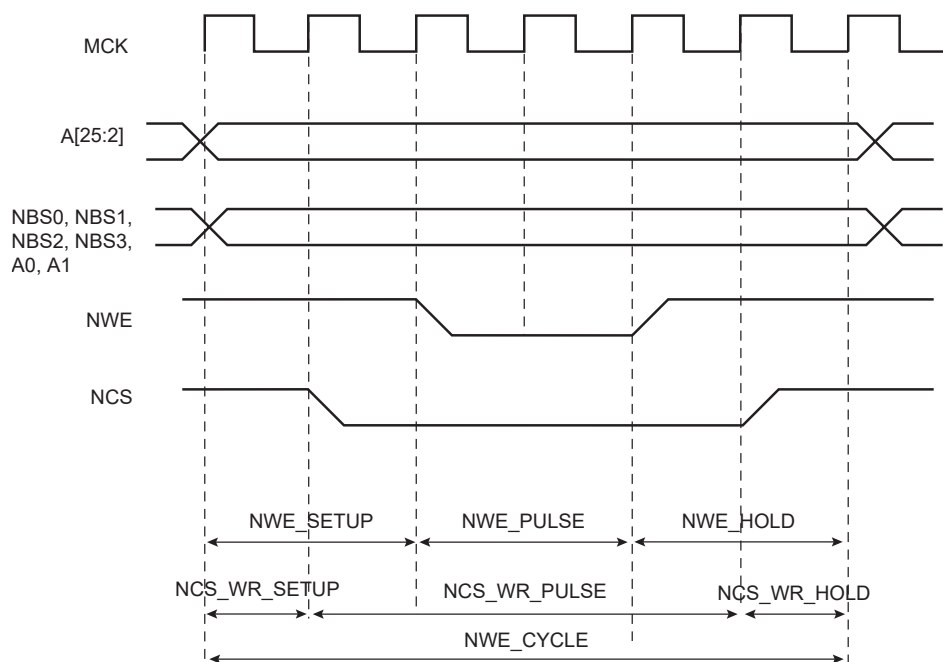 MCK
A[25:2]
NBS0, NBS1,
NBS2, NBS3,
A0, A1
NWE
NCS
NWE_SETUP
NWE_PULSE
NWE_HOLD
NCS_WR_SETUP
NCS_WR_PULSE
NCS_WR_HOLD
NWE_CYCLE